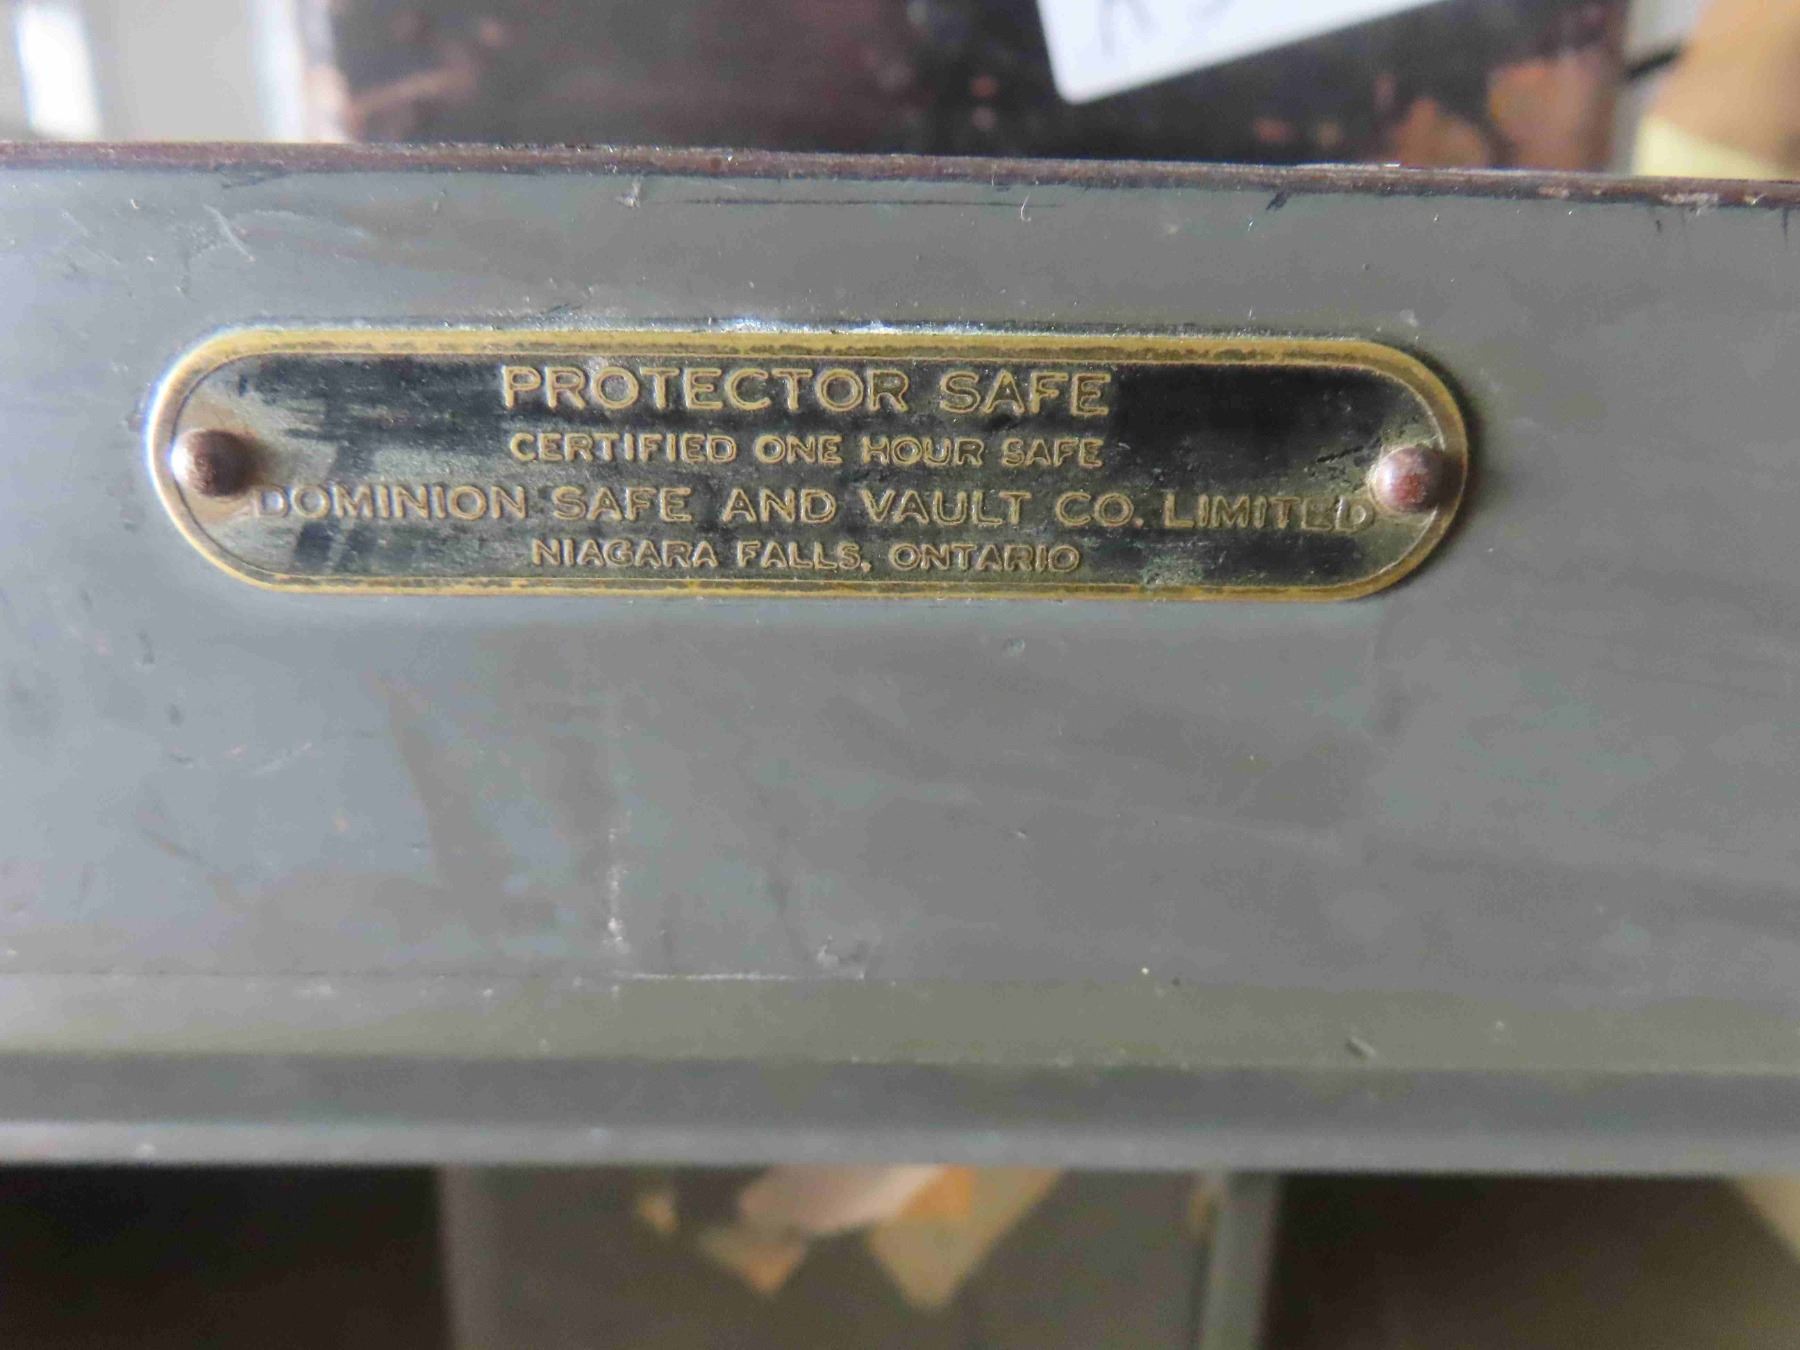 PROTECTOR SAFE
CERTIFIED ONE HOUR SAFE
DOMINION SAFE AND VAULT CO. LIMITED
NIAGARA FALLS, ONTARIO